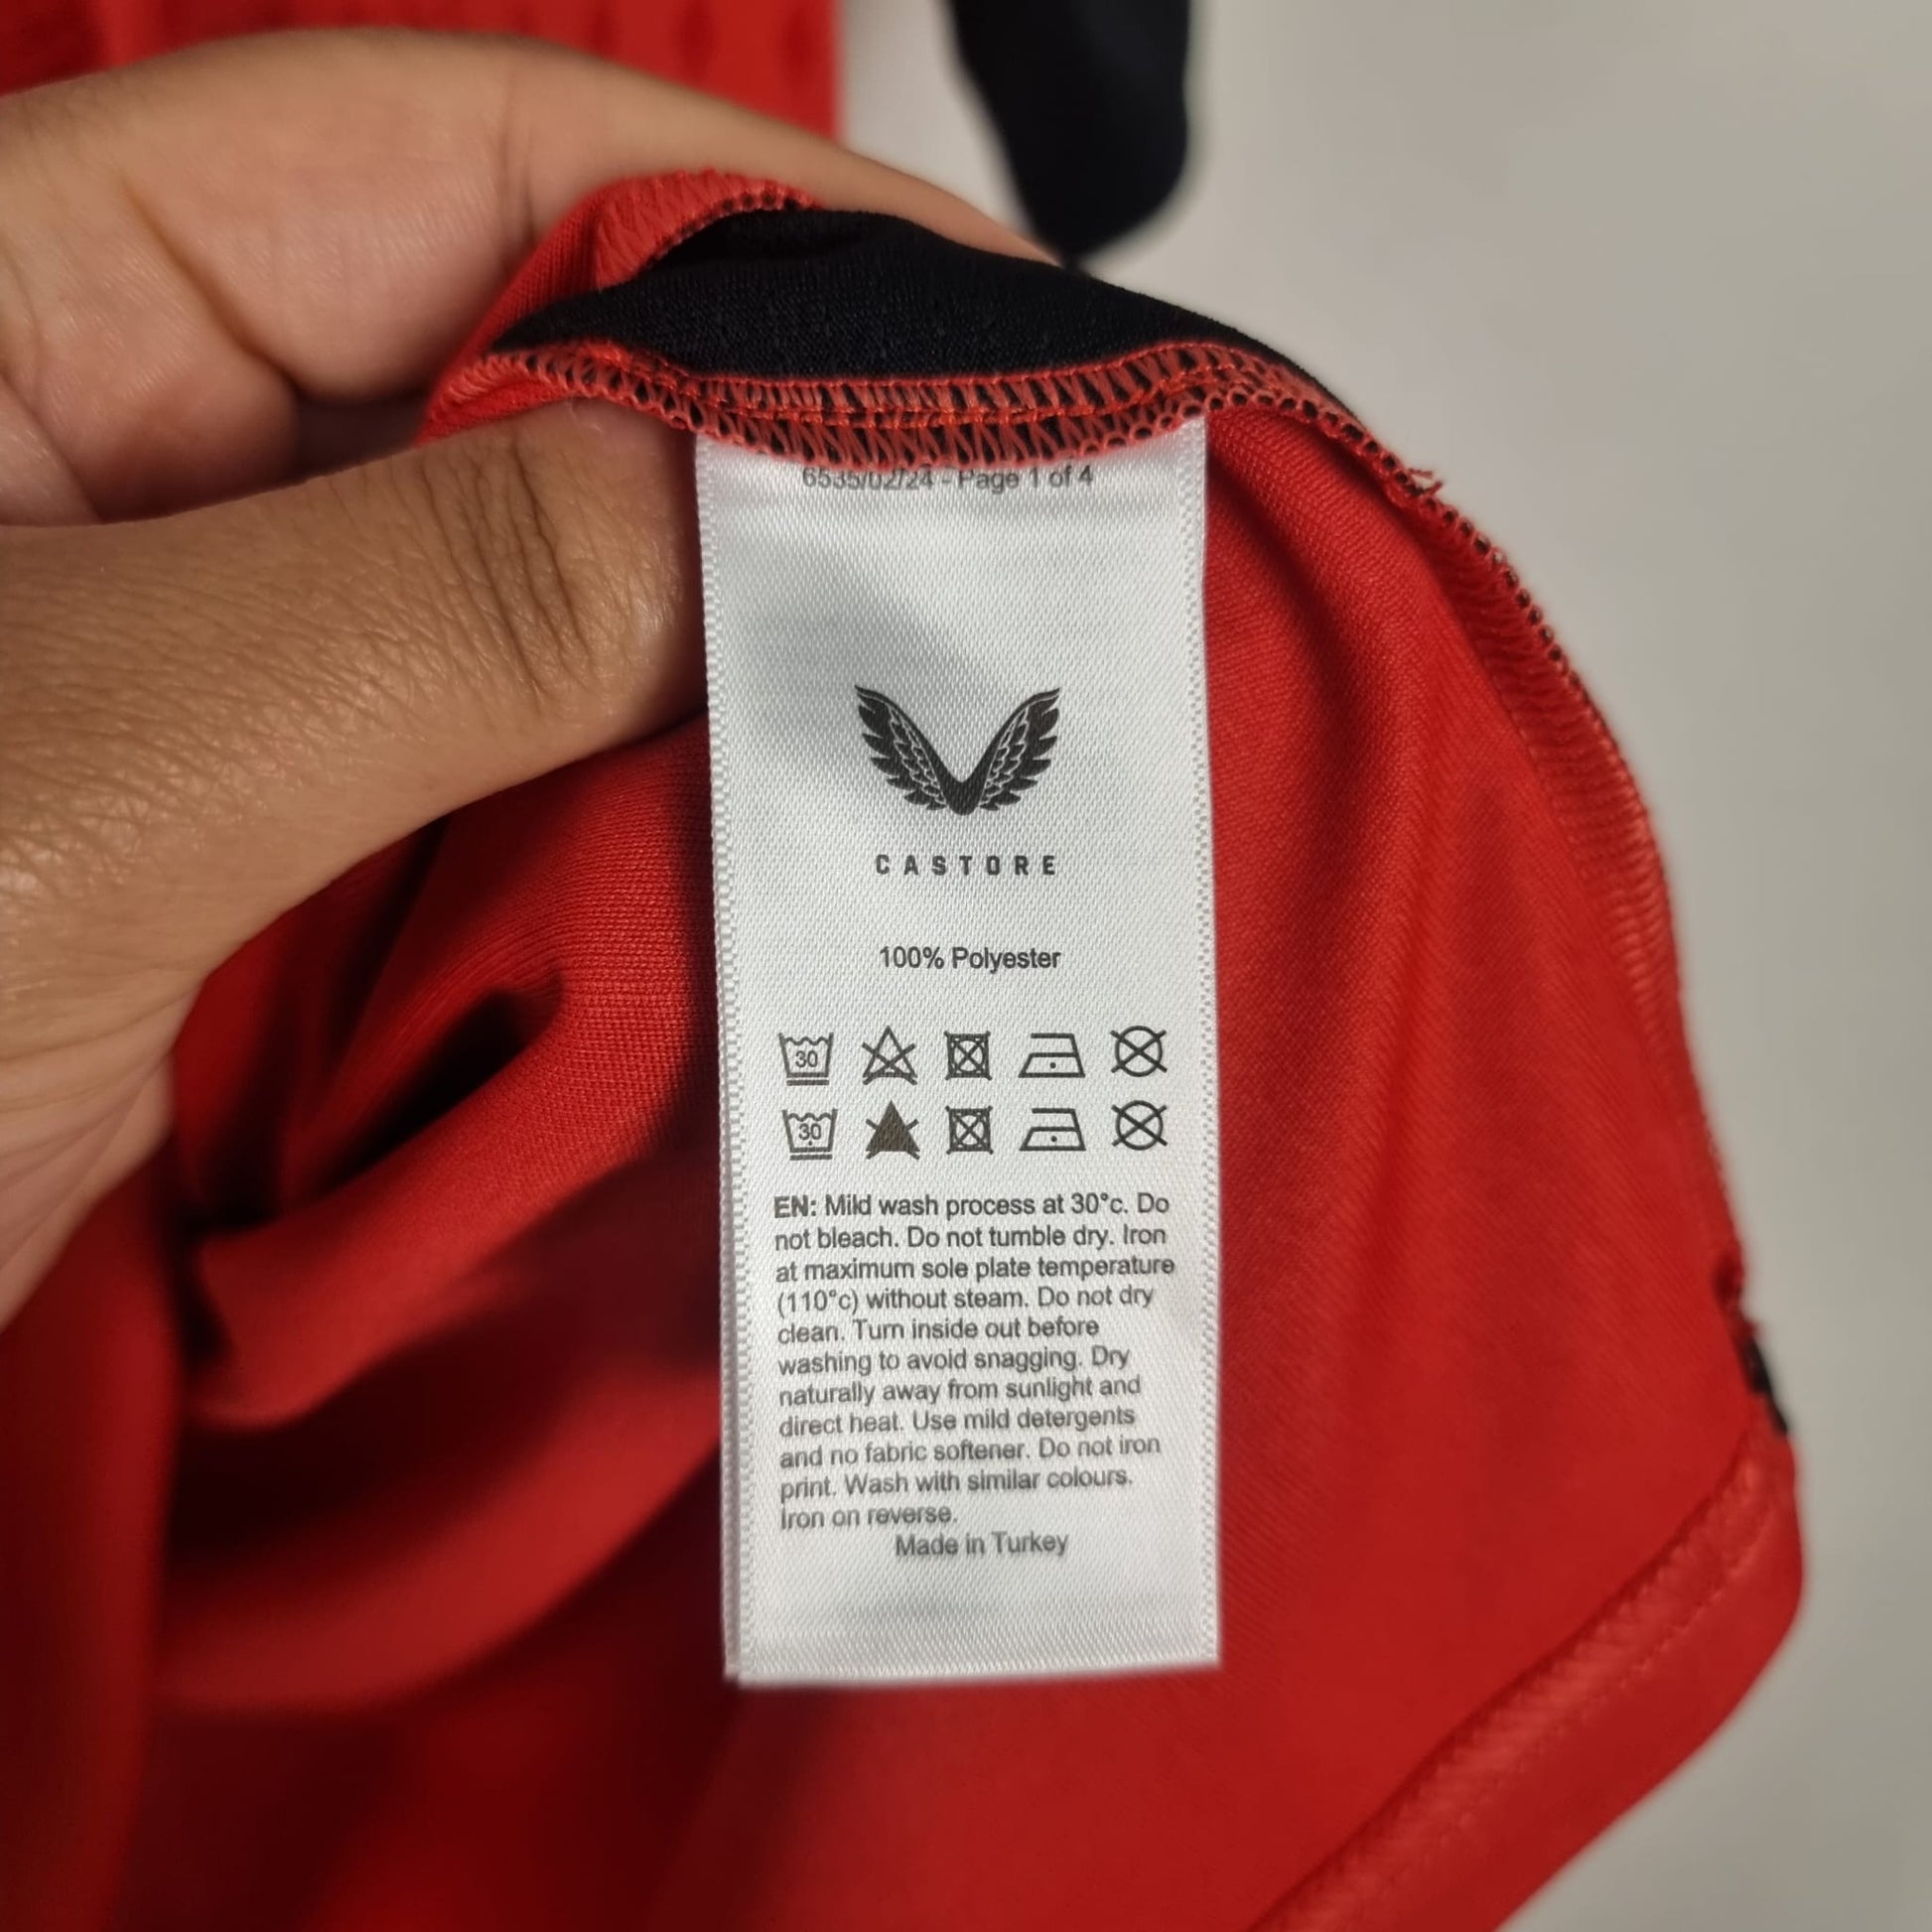 6535/02/24 - Page 1 of 4
CASTORE
100% Polyester
30
30
EN: Mild wash process at 30°c. Do
not bleach. Do not tumble dry. Iron
at maximum sole plate temperature
(110°c) without steam. Do not dry
clean. Turn inside out before
washing to avoid snagging. Dry
naturally away from sunlight and
direct heat. Use mild detergents
and no fabric softener. Do not iron
print. Wash with similar colours.
Iron on reverse.
Made in Turkey